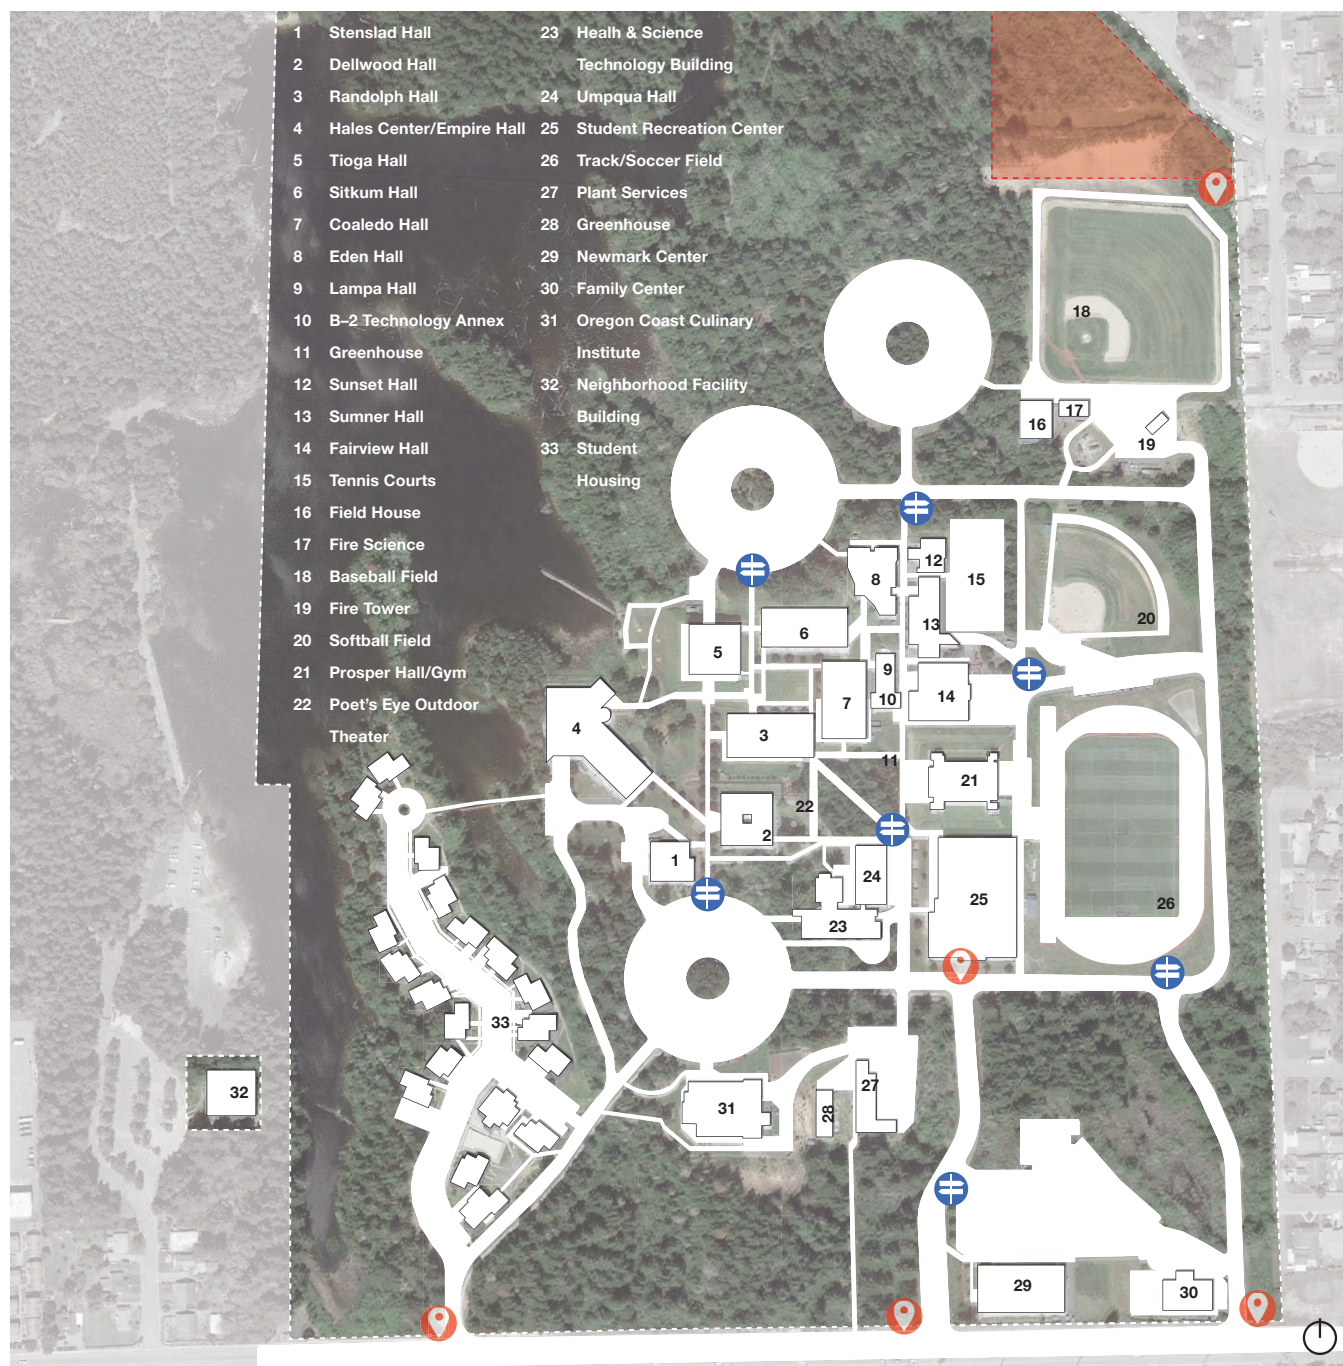 1 Stenslad Hall
2 Dellwood Hall
3 Randolph Hall
4 Hales Center/Empire Hall
5 Tioga Hall
6 Sitkum Hall
7 Coaledo Hall
8 Eden Hall
9 Lampa Hall
10 B–2 Technology Annex
11 Greenhouse
12 Sunset Hall
13 Sumner Hall
14 Fairview Hall
15 Tennis Courts
16 Field House
17 Fire Science
18 Baseball Field
19 Fire Tower
20 Softball Field
21 Prosper Hall/Gym
22 Poet's Eye Outdoor
Theater
23 Healh & Science
Technology Building
24 Umpqua Hall
25 Student Recreation Center
26 Track/Soccer Field
27 Plant Services
28 Greenhouse
29 Newmark Center
30 Family Center
31 Oregon Coast Culinary
Institute
32 Neighborhood Facility
Building
33 Student
Housing
18
17
16
19
12
8
15
20
13
6
5
9
14
10
7
4
3
11
21
22
2
1
24
25
26
23
33
27
32
31
28
29
30